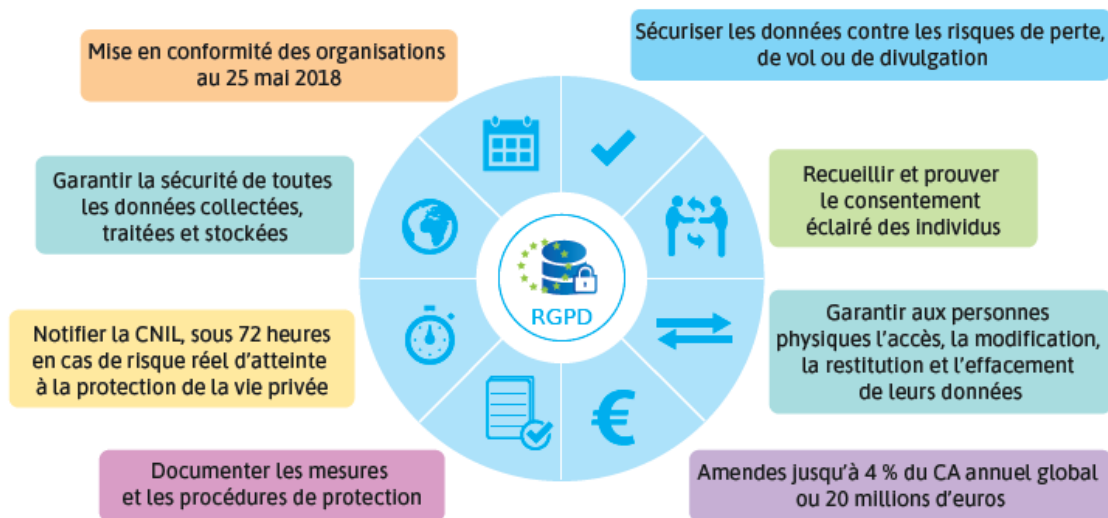 Mise en conformité des organisations
au 25 mai 2018
Sécuriser les données contre les risques de perte,
de vol ou de divulgation
Garantir la sécurité de toutes
les données collectées,
traitées et stockées
Recueillir et prouver
le consentement
éclairé des individus
RGPD
Notifier la CNIL, sous 72 heures
en cas de risque réel d'atteinte
à la protection de la vie privée
Garantir aux personnes
physiques l'accès, la modification,
la restitution et l'effacement
de leurs données
€
Documenter les mesures
et les procédures de protection
Amendes jusqu'à 4 % du CA annuel global
ou 20 millions d'euros